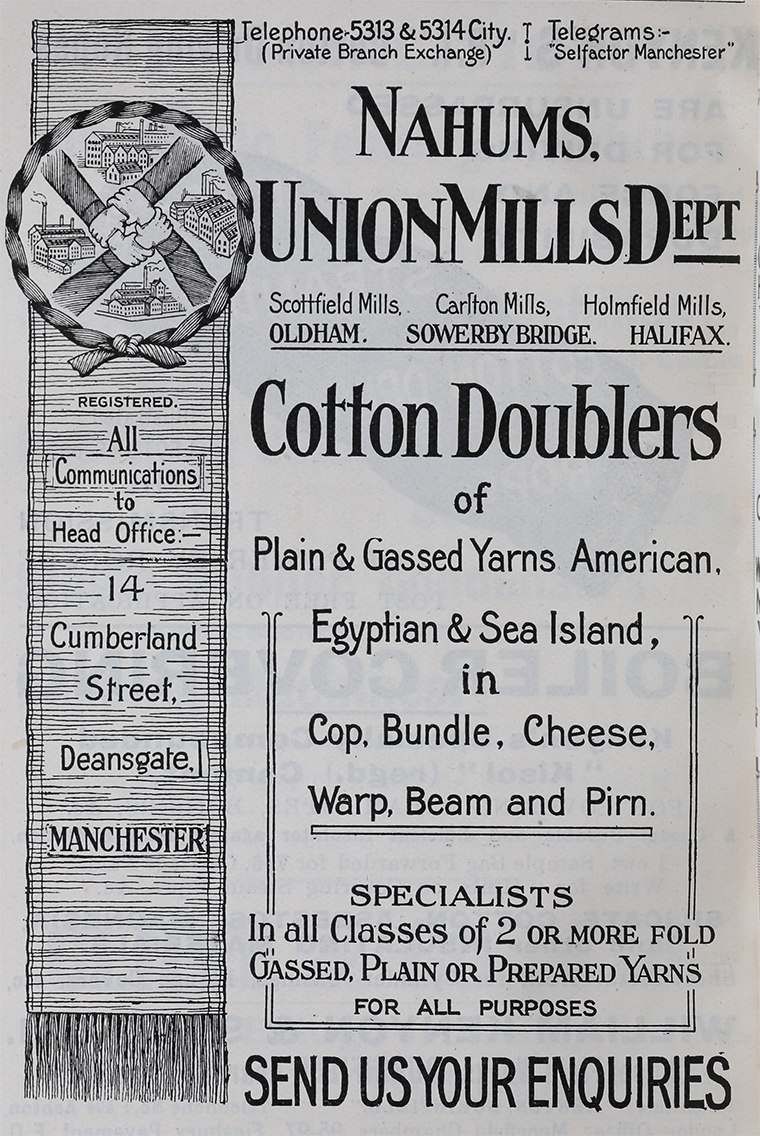 Telephone:-5313 & 5314 City.
(Private Branch Exchange)
Telegrams:-
"Selfactor Manchester"
NAHUMS,
UNION MILLS DEPT
Scottfield Mills,
OLDHAM.
Carlton Mills,
SOWERBY BRIDGE.
Holmfield Mills,
HALIFAX.
REGISTERED.
All
Communications
to
Head Office:—
14
Cumberland
Street,
Deansgate,
MANCHESTER
Cotton Doublers
of
Plain & Gassed Yarns American,
Egyptian & Sea Island,
in
Cop, Bundle, Cheese,
Warp, Beam and Pirn.
SPECIALISTS
In all Classes of 2 OR MORE FOLD
GASSED, PLAIN OR PREPARED YARNS
FOR ALL PURPOSES
SEND US YOUR ENQUIRIES